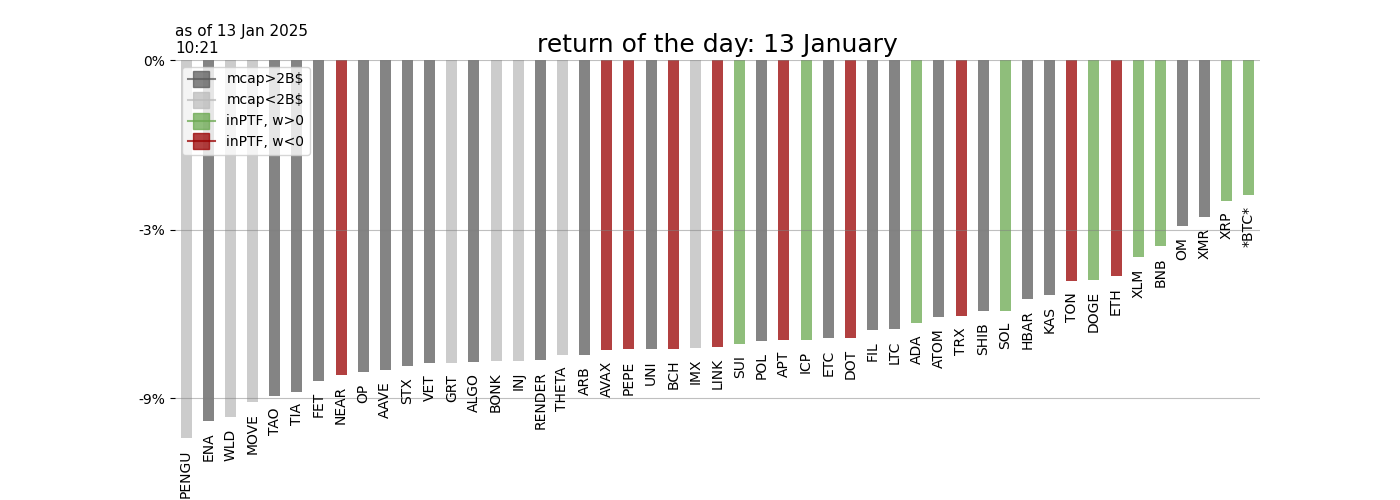 as of 13 Jan 2025
10:21
return of the day: 13 January
0%
-3%
-9%
mcap>2B$
mcap<2B$
inPTF, w>0
inPTF, w<0
PENGU
ENA
WLD
MOVE
TAO
TIA
FET
NEAR
OP
AAVE
STX
VET
GRT
ALGO
BONK
INJ
RENDER
THETA
ARB
AVAX
PEPE
UNI
BCH
IMX
LINK
SUI
POL
APT
ICP
ETC
DOT
FIL
LTC
ADA
ATOM
TRX
SHIB
SOL
HBAR
KAS
TON
DOGE
ETH
XLM
BNB
OM
XMR
XRP
*BTC*